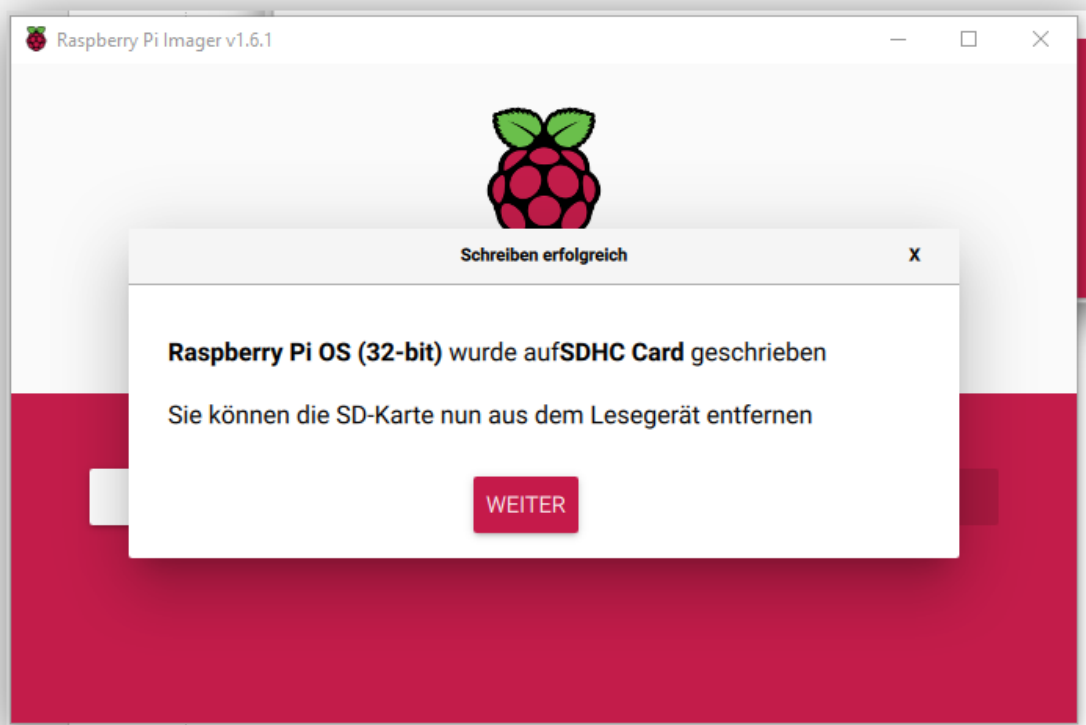 Raspberry Pi Imager v1.6.1
Schreiben erfolgreich X
Raspberry Pi OS (32-bit) wurde aufSDHC Card geschrieben
Sie können die SD-Karte nun aus dem Lesegerät entfernen
WEITER